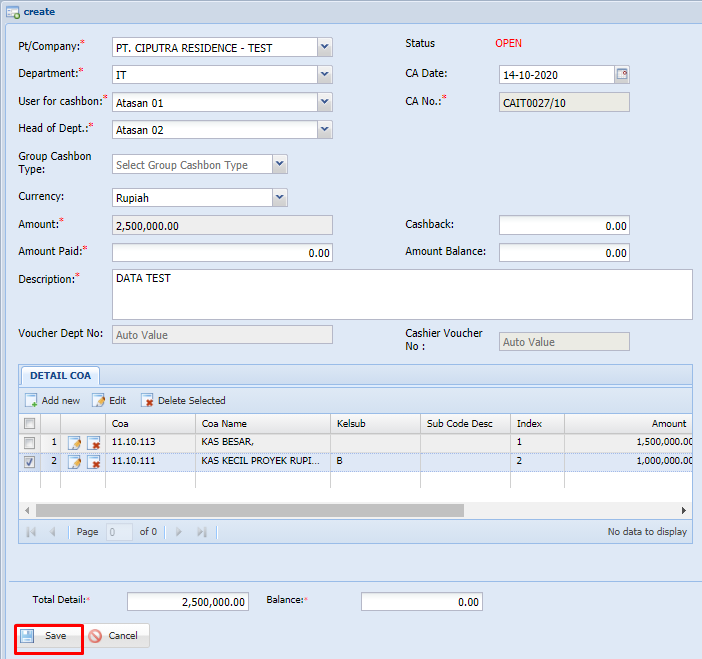 create
Pt/Company:* PT. CIPUTRA RESIDENCE - TEST Status OPEN
Department:* IT CA Date: 14-10-2020
User for cashbon:* Atasan 01 CA No.:* CAIT0027/10
Head of Dept.:* Atasan 02
Group Cashbon
Type: Select Group Cashbon Type
Currency: Rupiah
Amount:* 2,500,000.00 Cashback: 0.00
Amount Paid:* 0.00 Amount Balance: 0.00
Description:* DATA TEST
Voucher Dept No: Auto Value Cashier Voucher
No : Auto Value
DETAIL COA
Add new Edit Delete Selected
Coa Coa Name Kelsub Sub Code Desc Index Amount
1 11.10.113 KAS BESAR, 1 1,500,000.00
2 11.10.111 KAS KECIL PROYEK RUPI... B 2 1,000,000.00
Page 0 of 0 No data to display
Total Detail:* 2,500,000.00 Balance:* 0.00
Save Cancel